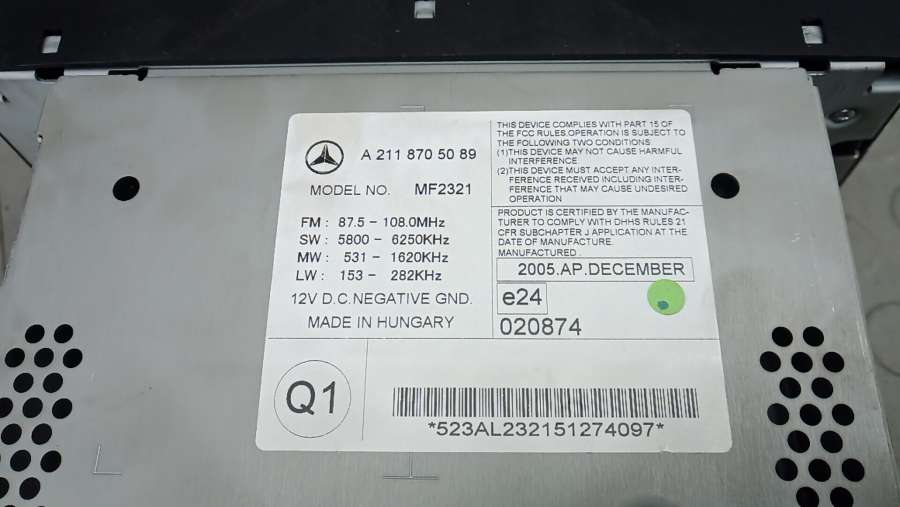 A 211 870 50 89
MODEL NO. MF2321
FM : 87.5 - 108.0MHz
SW : 5800 - 6250KHz
MW : 531 - 1620KHz
LW : 153 - 282KHz
12V D.C. NEGATIVE GND.
MADE IN HUNGARY
THIS DEVICE COMPLIES WITH PART 15 OF
THE FCC RULES.OPERATION IS SUBJECT TO
THE FOLLOWING TWO CONDITIONS
(1)THIS DEVICE MAY NOT CAUSE HARMFUL
INTERFERENCE
(2)THIS DEVICE MUST ACCEPT ANY INTER-
FERENCE RECEIVED INCLUDING INTER-
FERENCE THAT MAY CAUSE UNDESIRED
OPERATION
PRODUCT IS CERTIFIED BY THE MANUFAC-
TURER TO COMPLY WITH DHHS RULES 21
CFR SUBCHAPTER J APPLICATION AT THE
DATE OF MANUFACTURE.
MANUFACTURED .
2005.AP.DECEMBER
e24
020874
Q1
*523AL232151274097*